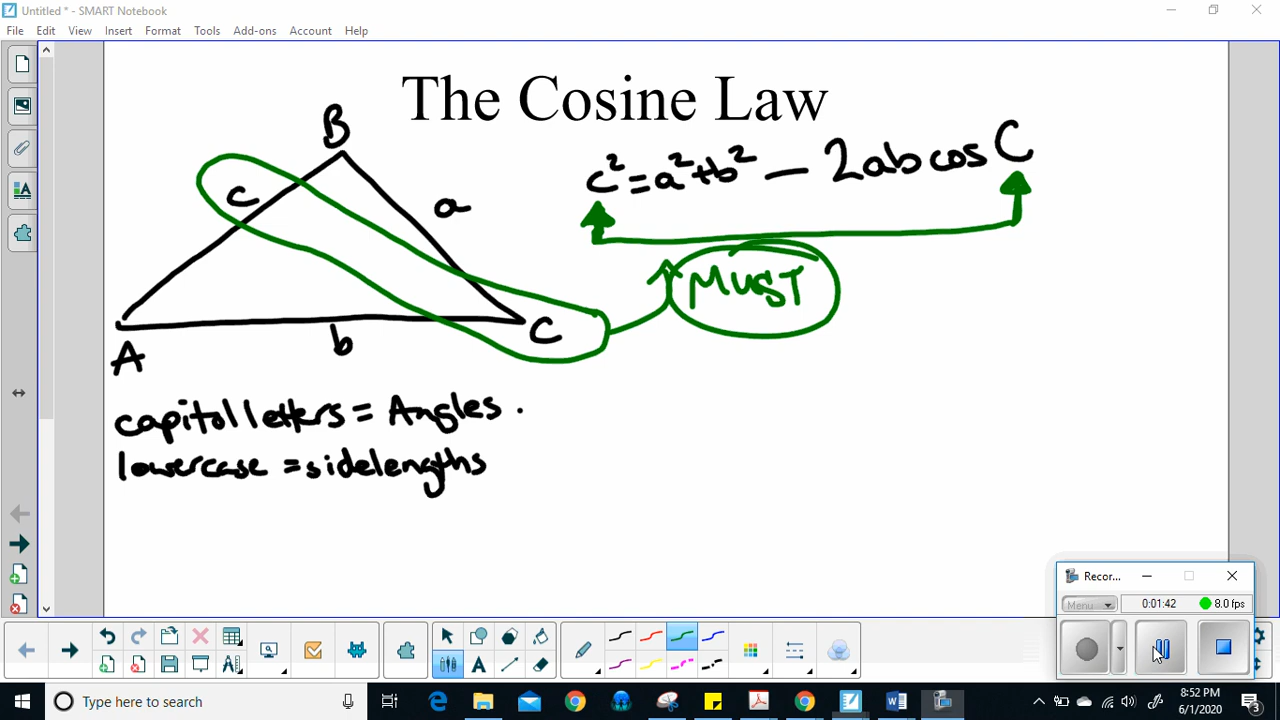 Untitled * - SMART Notebook
File Edit View Insert Format Tools Add-ons Account Help
The Cosine Law
B
c² = a² + b² - 2ab cos C
c
a
MUST
A
b
C
capitol letters = Angles .
lowercase = sidelengths
Recor...
Menu
0:01:42
8.0 fps
A
Type here to search
8:52 PM
6/1/2020
3